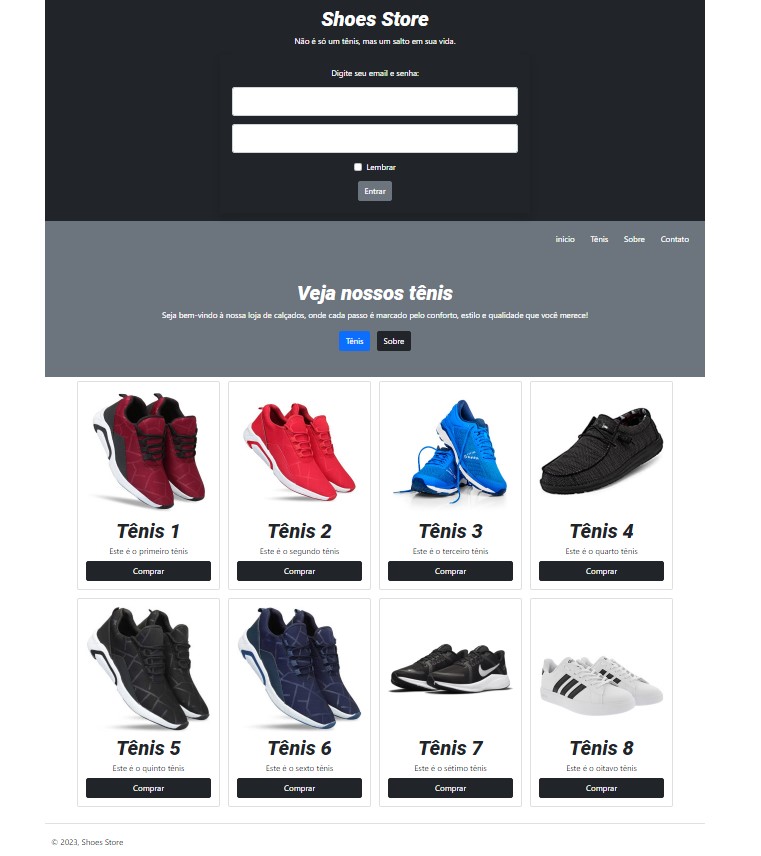 Shoes Store
Não é só um tênis, mas um salto em sua vida.
Digite seu email e senha:
Lembrar
Entrar
inicio Tênis Sobre Contato
Veja nossos tênis
Seja bem-vindo à nossa loja de calçados, onde cada passo é marcado pelo conforto, estilo e qualidade que você merece!
Tênis Sobre
Tênis 1 Tênis 2 Tênis 3 Tênis 4
Este é o primeiro tênis Este é o segundo tênis Este é o terceiro tênis Este é o quarto tênis
Comprar Comprar Comprar Comprar
Tênis 5 Tênis 6 Tênis 7 Tênis 8
Este é o quinto tênis Este é o sexto tênis Este é o sétimo tênis Este é o oitavo tênis
Comprar Comprar Comprar Comprar
© 2023, Shoes Store